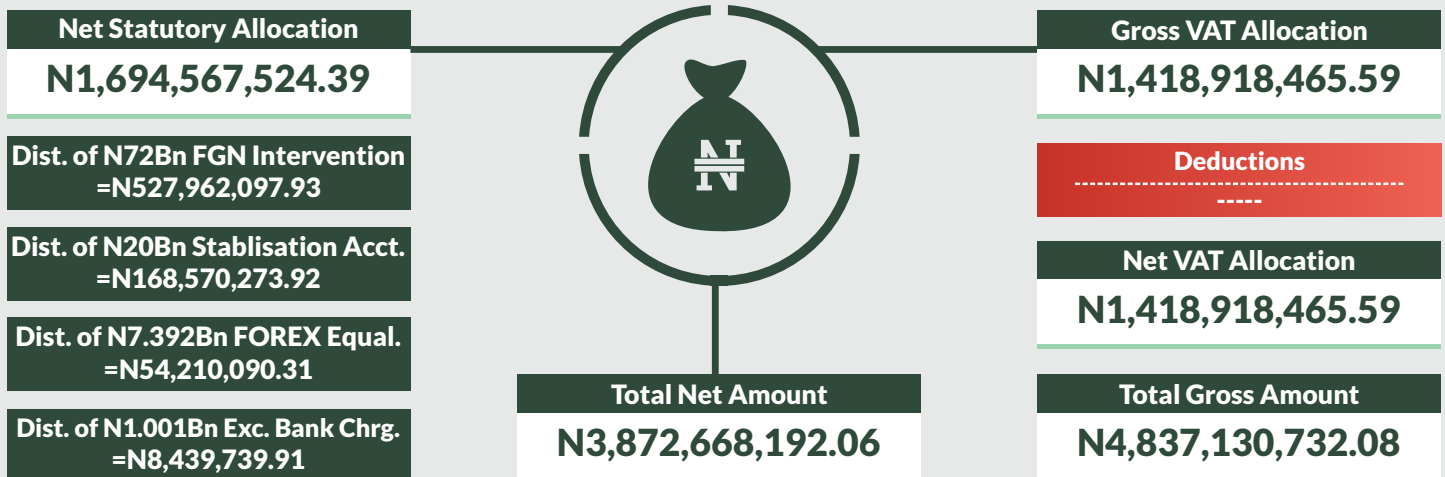 Net Statutory Allocation
N1,694,567,524.39
Dist. of N72Bn FGN Intervention
=N527,962,097.93
Dist. of N20Bn Stablisation Acct.
=N168,570,273.92
Dist. of N7.392Bn FOREX Equal.
=N54,210,090.31
Dist. of N1.001Bn Exc. Bank Chrg.
=N8,439,739.91
₦
Total Net Amount
N3,872,668,192.06
Gross VAT Allocation
N1,418,918,465.59
Deductions
--------------------------------------------
-----
Net VAT Allocation
N1,418,918,465.59
Total Gross Amount
N4,837,130,732.08